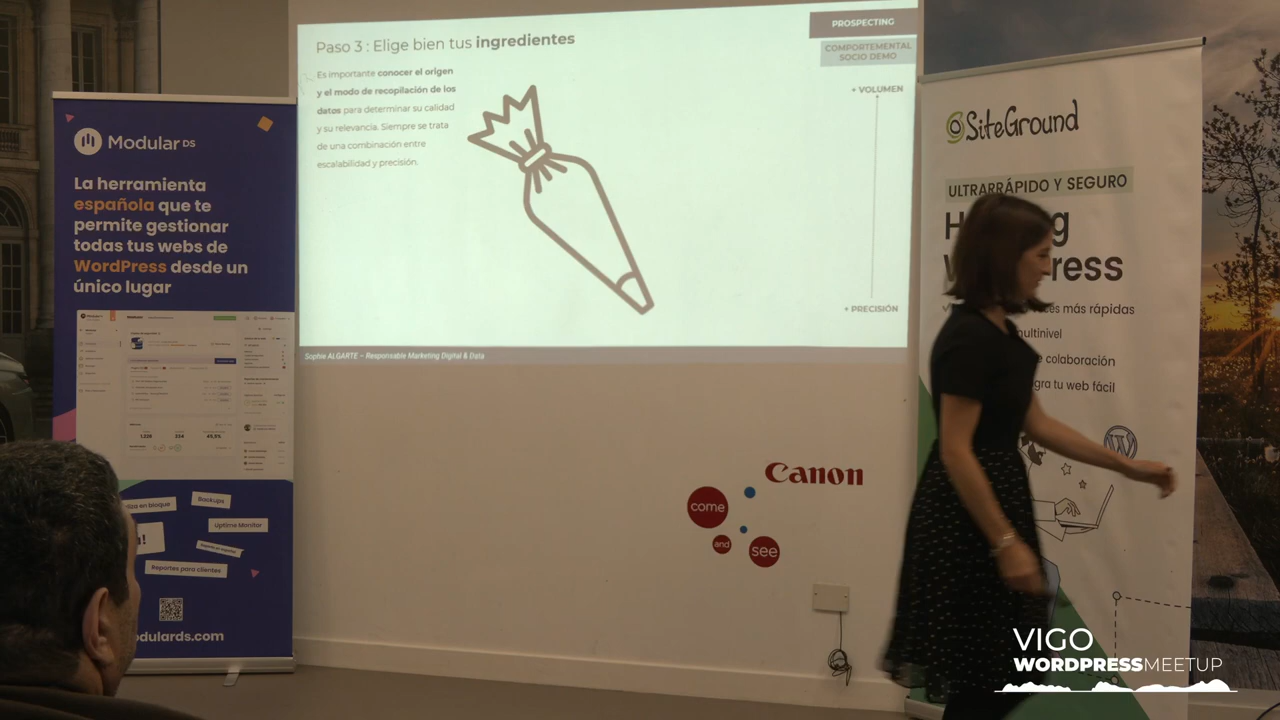 Paso 3 : Elige bien tus ingredientes
Es importante conocer el origen
y el modo de recopilación de los
datos para determinar su calidad
y su relevancia. Siempre se trata
de una combinación entre
escalabilidad y precisión.
PROSPECTING
COMPORTEMENTAL
SOCIO DEMO
+ VOLUMEN
+ PRECISIÓN
Sophie ALGARTE – Responsable Marketing Digital & Data
Modular DS
La herramienta
española que te
permite gestionar
todas tus webs de
WordPress desde un
único lugar
en bloque
Backups
Uptime Monitor
Reportes para clientes
odulards.com
SiteGround
ULTRARRÁPIDO Y SEGURO
H g
W ress
ces más rápidas
multinivel
e colaboración
gra tu web fácil
Canon
come
and
see
VIGO
WORDPRESSMEETUP